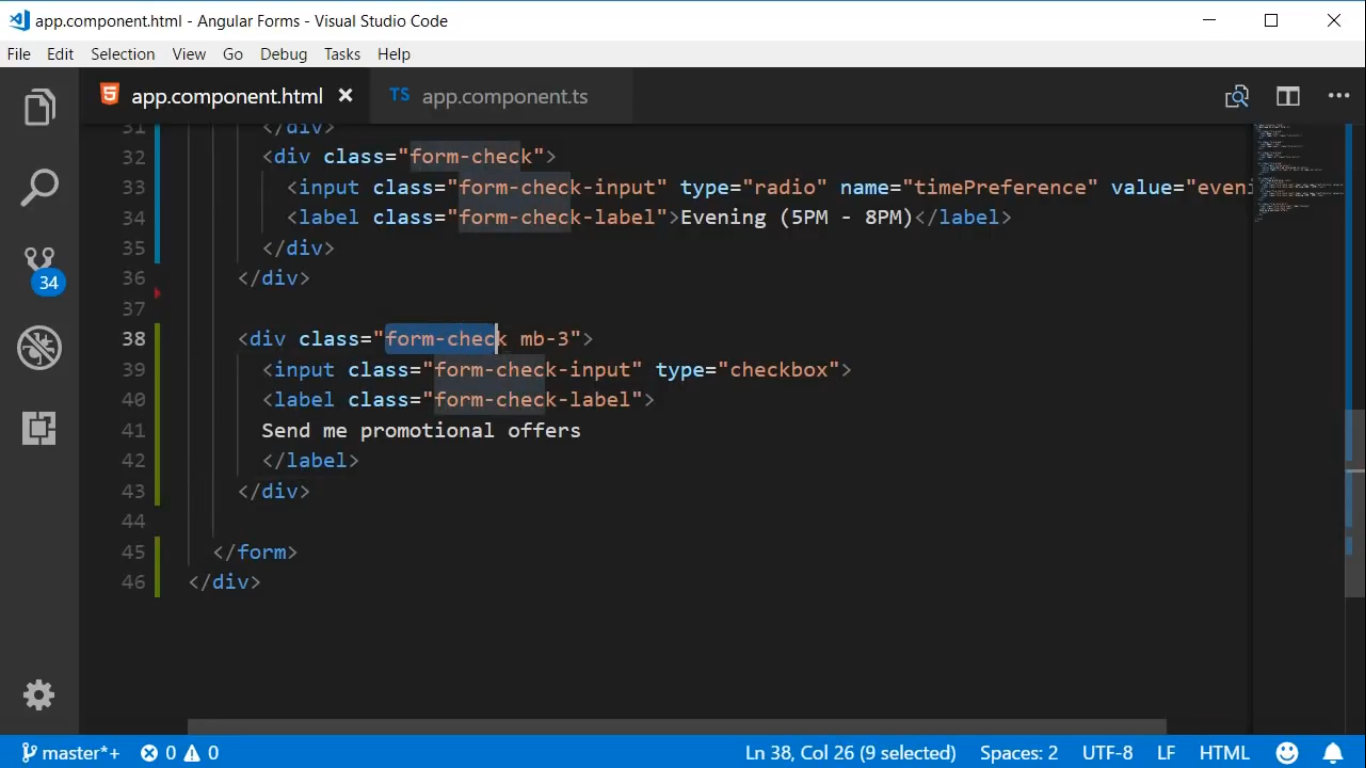 app.component.html - Angular Forms - Visual Studio Code
File Edit Selection View Go Debug Tasks Help
app.component.html TS app.component.ts
31 </div>
32 <div class="form-check">
33 <input class="form-check-input" type="radio" name="timePreference" value="eveni
34 <label class="form-check-label">Evening (5PM - 8PM)</label>
35 </div>
36 </div>
37
38 <div class="form-check mb-3">
39 <input class="form-check-input" type="checkbox">
40 <label class="form-check-label">
41 Send me promotional offers
42 </label>
43 </div>
44
45 </form>
46 </div>
34
master*+ 0 0 Ln 38, Col 26 (9 selected) Spaces: 2 UTF-8 LF HTML